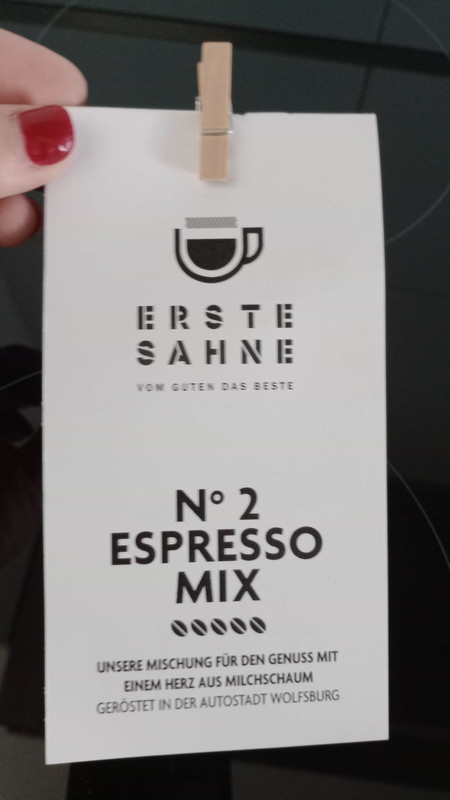 ERSTE
SAHNE
VOM GUTEN DAS BESTE
Nº 2
ESPRESSO
MIX
UNSERE MISCHUNG FÜR DEN GENUSS MIT
EINEM HERZ AUS MILCHSCHAUM
GERÖSTET IN DER AUTOSTADT WOLFSBURG